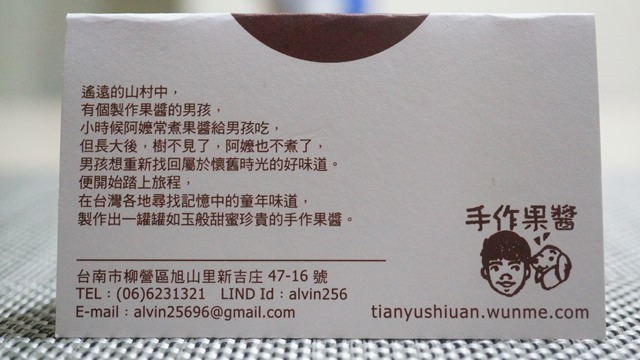 遙遠的山村中，
有個製作果醬的男孩，
小時候阿嬤常煮果醬給男孩吃，
但長大後，樹不見了，阿嬤也不煮了，
男孩想重新找回屬於懷舊時光的好味道。
便開始踏上旅程，
在台灣各地尋找記憶中的童年味道，
製作出一罐罐如玉般甜蜜珍貴的手作果醬。
手作果醬
台南市柳營區旭山里新吉庄 47-16 號
TEL：(06)6231321 LIND Id：alvin256
E-mail：alvin25696@gmail.com
tianyushiuan.wunme.com